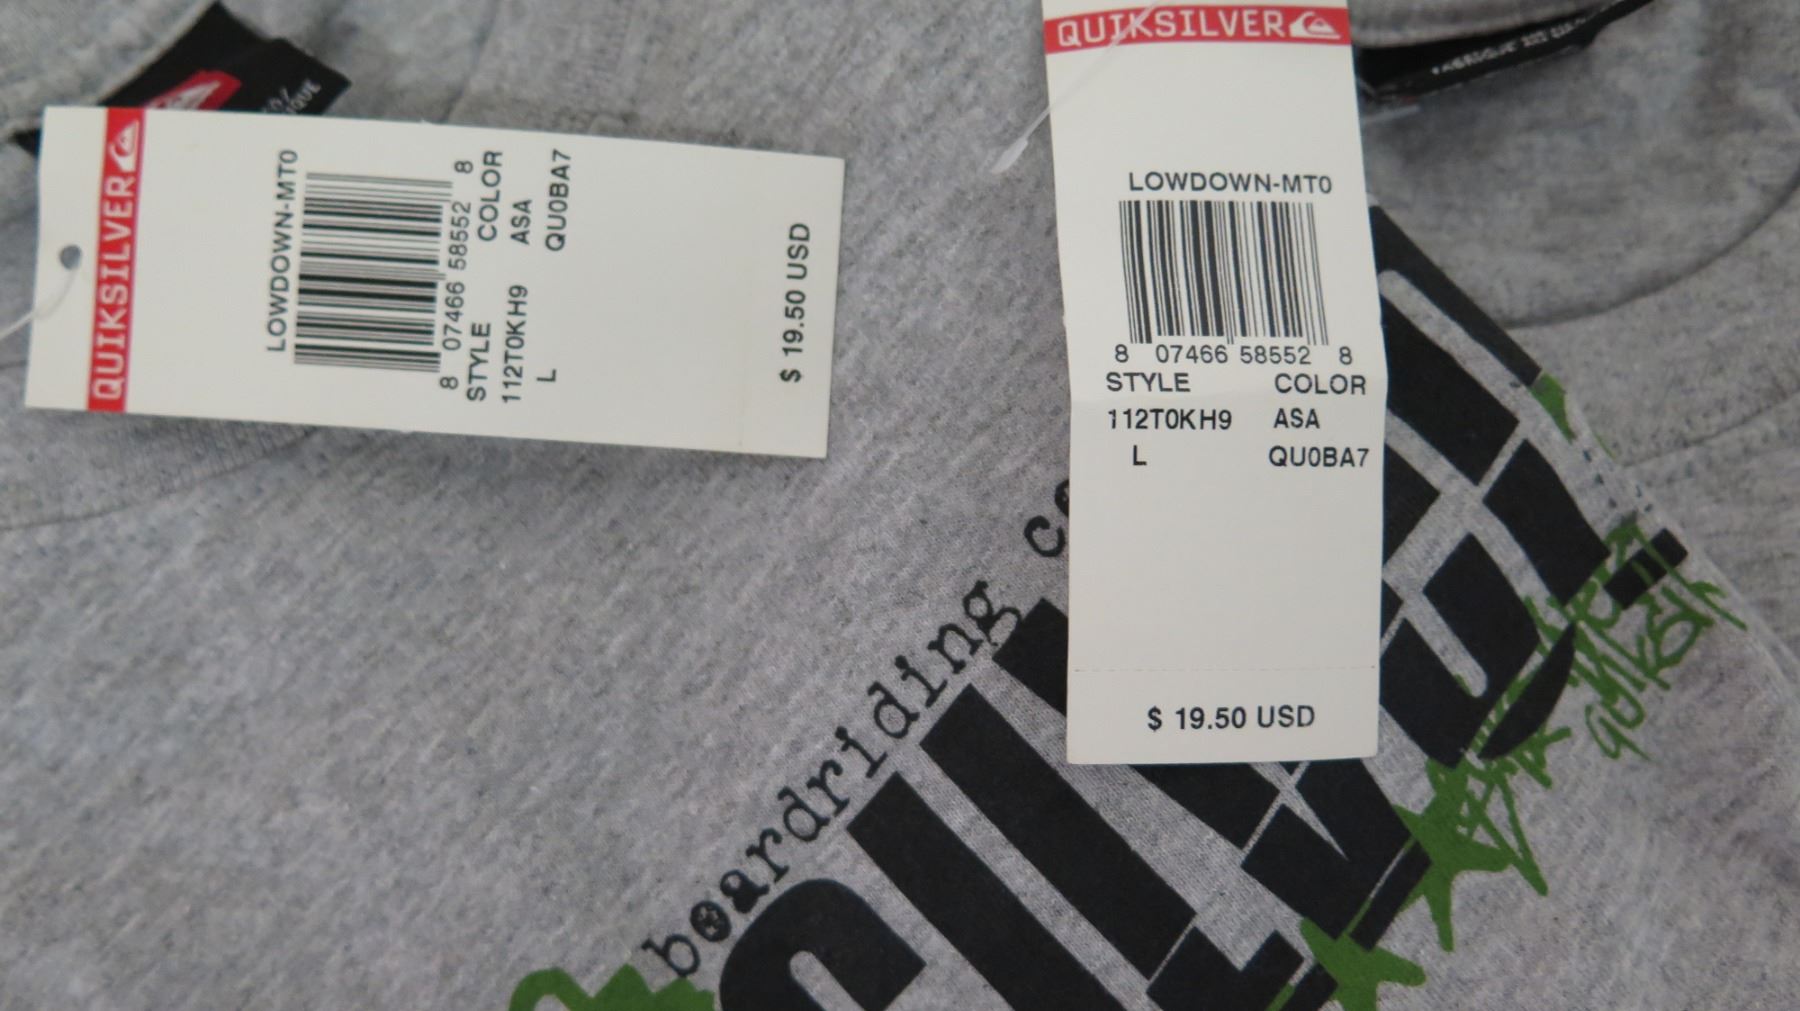 QUIKSILVER
LOWDOWN-MT0
8 07466 58552 8
STYLE COLOR
112T0KH9 ASA
L QU0BA7
$ 19.50 USD
QUIKSILVER
LOWDOWN-MT0
8 07466 58552 8
STYLE COLOR
112T0KH9 ASA
L QU0BA7
$ 19.50 USD
boardriding